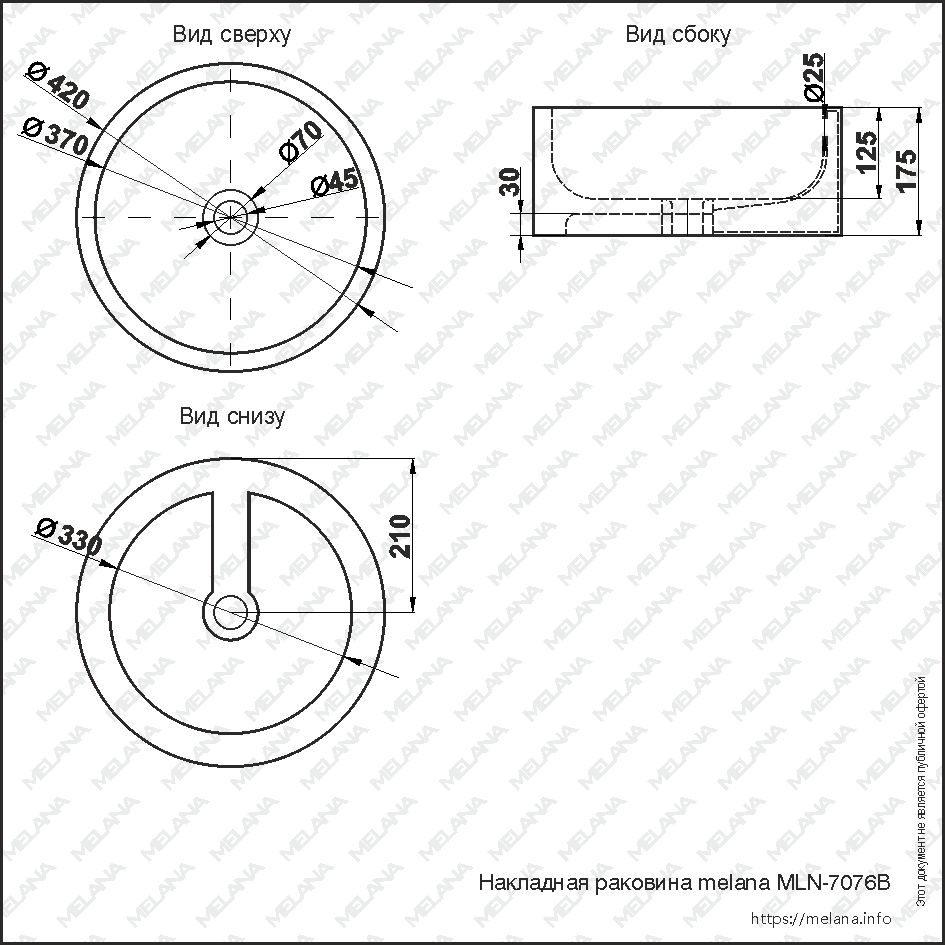 Вид сверху
Вид сбоку
Ø420
Ø370
Ø70
Ø45
Ø25
30
125
175
Вид снизу
Ø330
210
Этот документ не является публичной офертой
Накладная раковина melana MLN-7076B
https://melana.info
MELANA